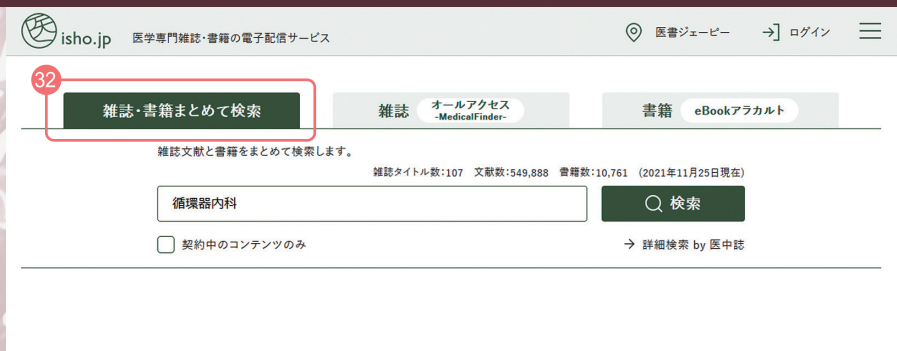 医 isho.jp 医学専門雑誌・書籍の電子配信サービス 医書ジェーピー ログイン
32
雑誌・書籍まとめて検索 雑誌 オールアクセス -MedicalFinder- 書籍 eBookアラカルト
雑誌文献と書籍をまとめて検索します。
雑誌タイトル数:107 文献数:549,888 書籍数:10,761 (2021年11月25日現在)
循環器内科 検索
契約中のコンテンツのみ → 詳細検索 by 医中誌